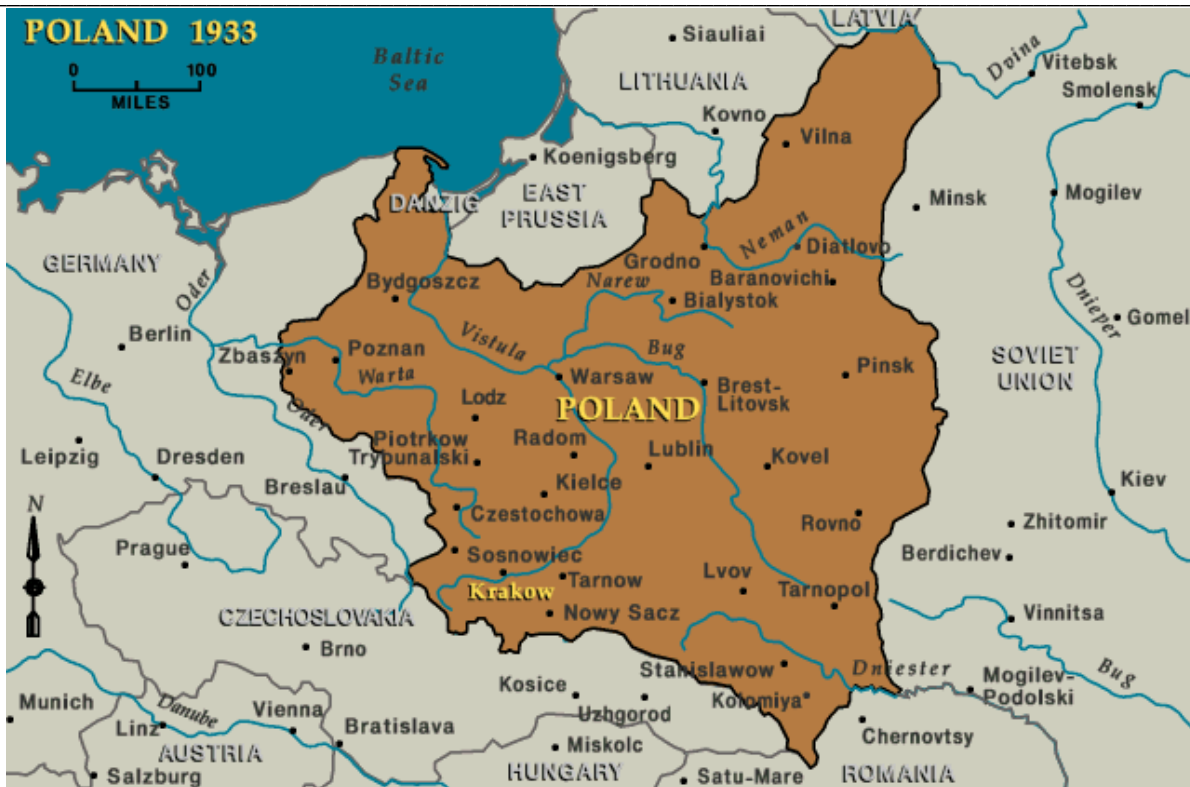 POLAND 1933
0 100
MILES
Baltic
Sea
LATVIA
Siauliai
LITHUANIA
Dvina
Vitebsk
Smolensk
Kovno
Vilna
Koenigsberg
EAST
PRUSSIA
DANZIG
Minsk
Mogilev
GERMANY
Oder
Neman
Diatlovo
Grodno
Baranovichi
Narew
Bialystok
Bydgoszcz
Dnieper
Gomel
Berlin
Zbaszyn
Poznan
Vistula
Bug
SOVIET
UNION
Pinsk
Elbe
Warta
Warsaw
Brest-
Litovsk
Oder
Lodz
POLAND
Piotrkow
Trypunalski
Radom
Lublin
Kovel
Leipzig
Dresden
Breslau
Kielce
Kiev
N
Czestochowa
Rovno
Zhitomir
Prague
Sosnowiec
Berdichev
Krakow
Tarnow
Lvov
Tarnopol
CZECHOSLOVAKIA
Nowy Sacz
Vinnitsa
Brno
Stanislawow
Dniester
Mogilev-
Podolski
Bug
Munich
Linz
Danube
Vienna
Bratislava
Kosice
Uzhgorod
Kolomiya
Chernovtsy
AUSTRIA
Salzburg
Miskolc
HUNGARY
Satu-Mare
ROMANIA